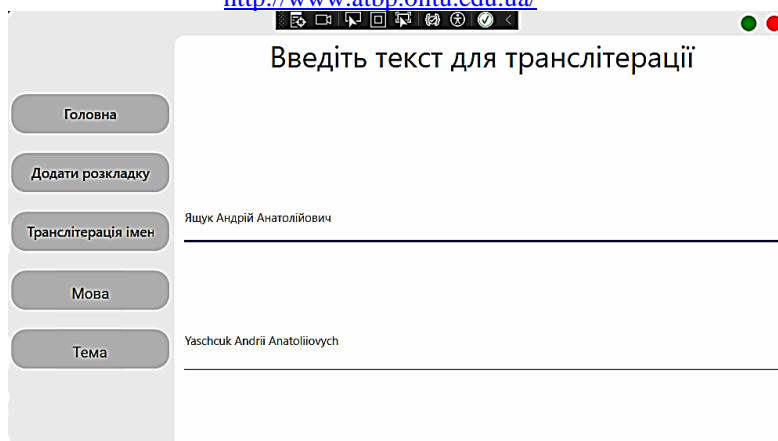 http://www.atbp.ontu.edu.ua/
Введіть текст для транслітерації
Головна
Додати розкладку
Транслітерація імен
Мова
Тема
Ящук Андрій Анатолійович
Yaschcuk Andrii Anatoliiovych